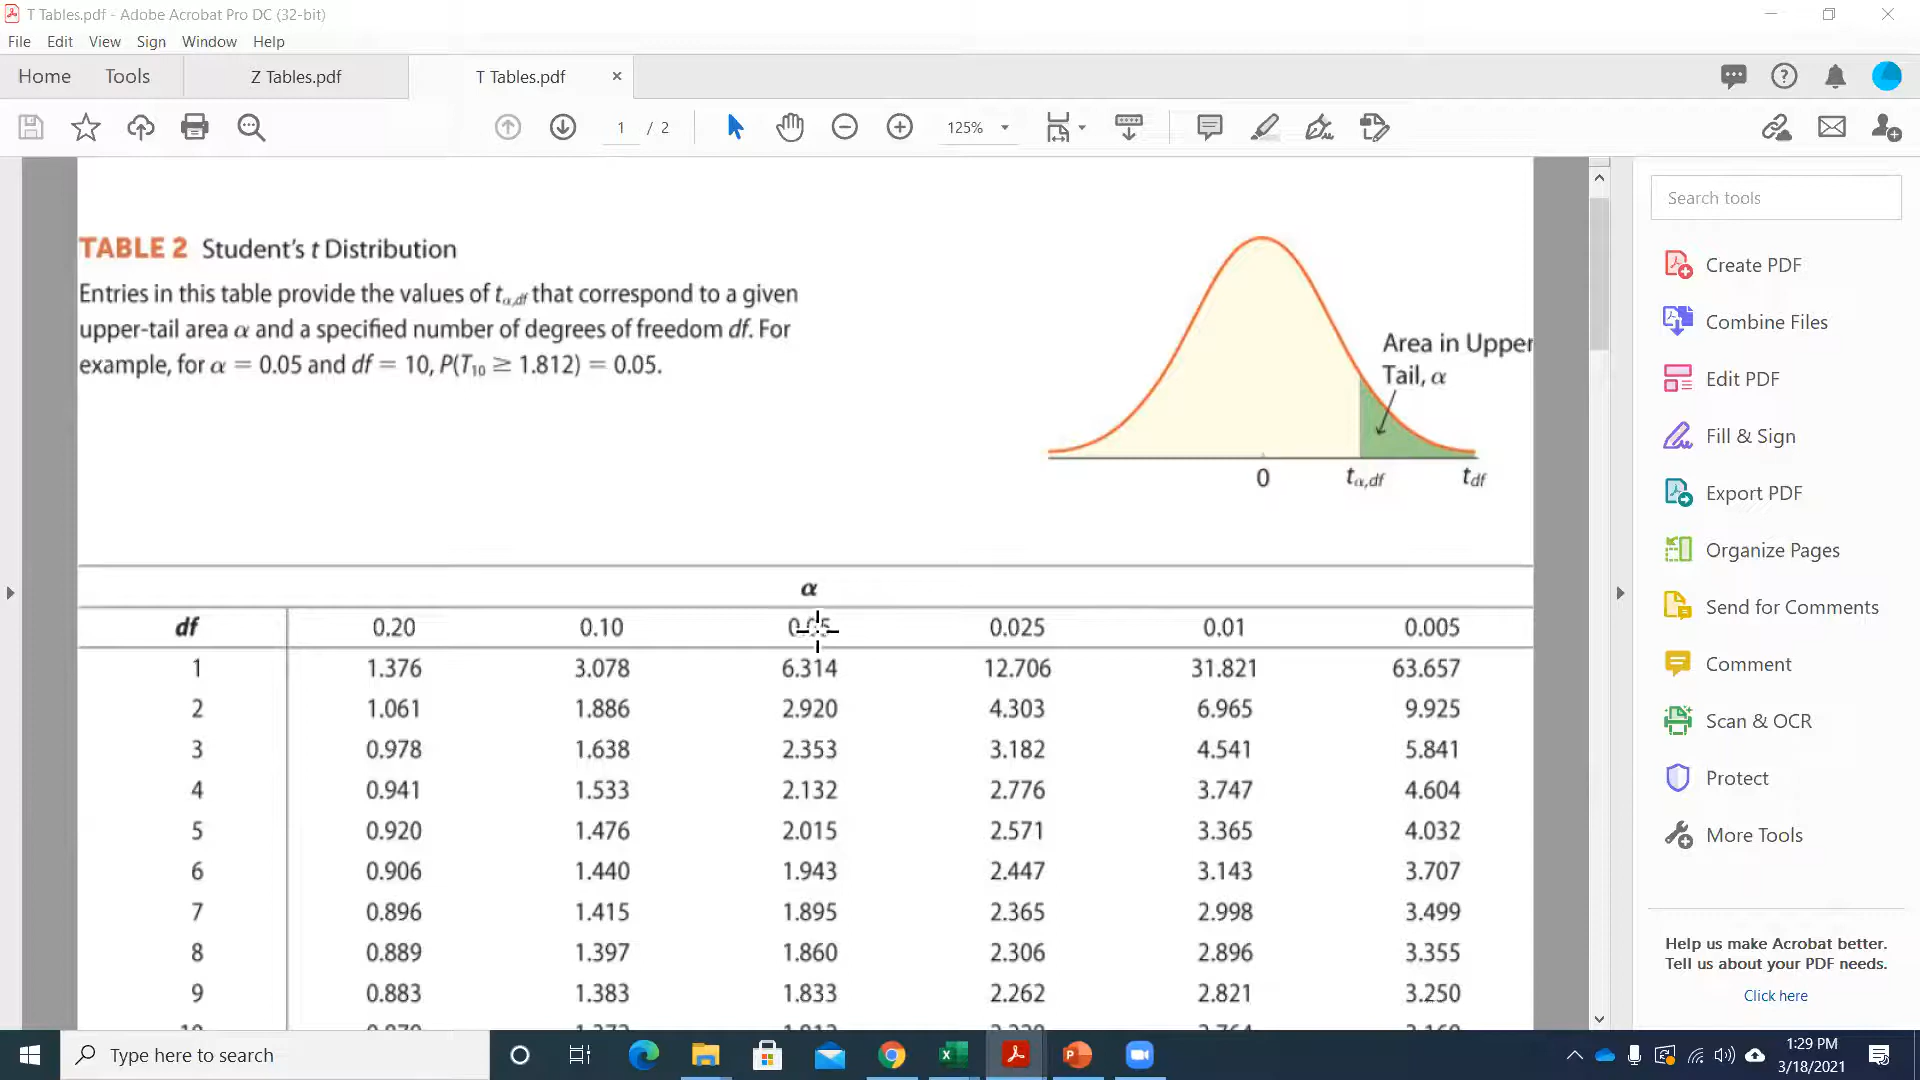 T Tables.pdf - Adobe Acrobat Pro DC (32-bit)
File Edit View Sign Window Help
Home Tools Z Tables.pdf T Tables.pdf
1 / 2 125%
TABLE 2 Student's t Distribution
Entries in this table provide the values of tα,df that correspond to a given
upper-tail area α and a specified number of degrees of freedom df. For
example, for α = 0.05 and df = 10, P(T10 ≥ 1.812) = 0.05.
Area in Upper
Tail, α
0 tα,df tdf
α
df 0.20 0.10 0.05 0.025 0.01 0.005
1 1.376 3.078 6.314 12.706 31.821 63.657
2 1.061 1.886 2.920 4.303 6.965 9.925
3 0.978 1.638 2.353 3.182 4.541 5.841
4 0.941 1.533 2.132 2.776 3.747 4.604
5 0.920 1.476 2.015 2.571 3.365 4.032
6 0.906 1.440 1.943 2.447 3.143 3.707
7 0.896 1.415 1.895 2.365 2.998 3.499
8 0.889 1.397 1.860 2.306 2.896 3.355
9 0.883 1.383 1.833 2.262 2.821 3.250
Search tools
Create PDF
Combine Files
Edit PDF
Fill & Sign
Export PDF
Organize Pages
Send for Comments
Comment
Scan & OCR
Protect
More Tools
Help us make Acrobat better.
Tell us about your PDF needs.
Click here
Type here to search
1:29 PM
3/18/2021